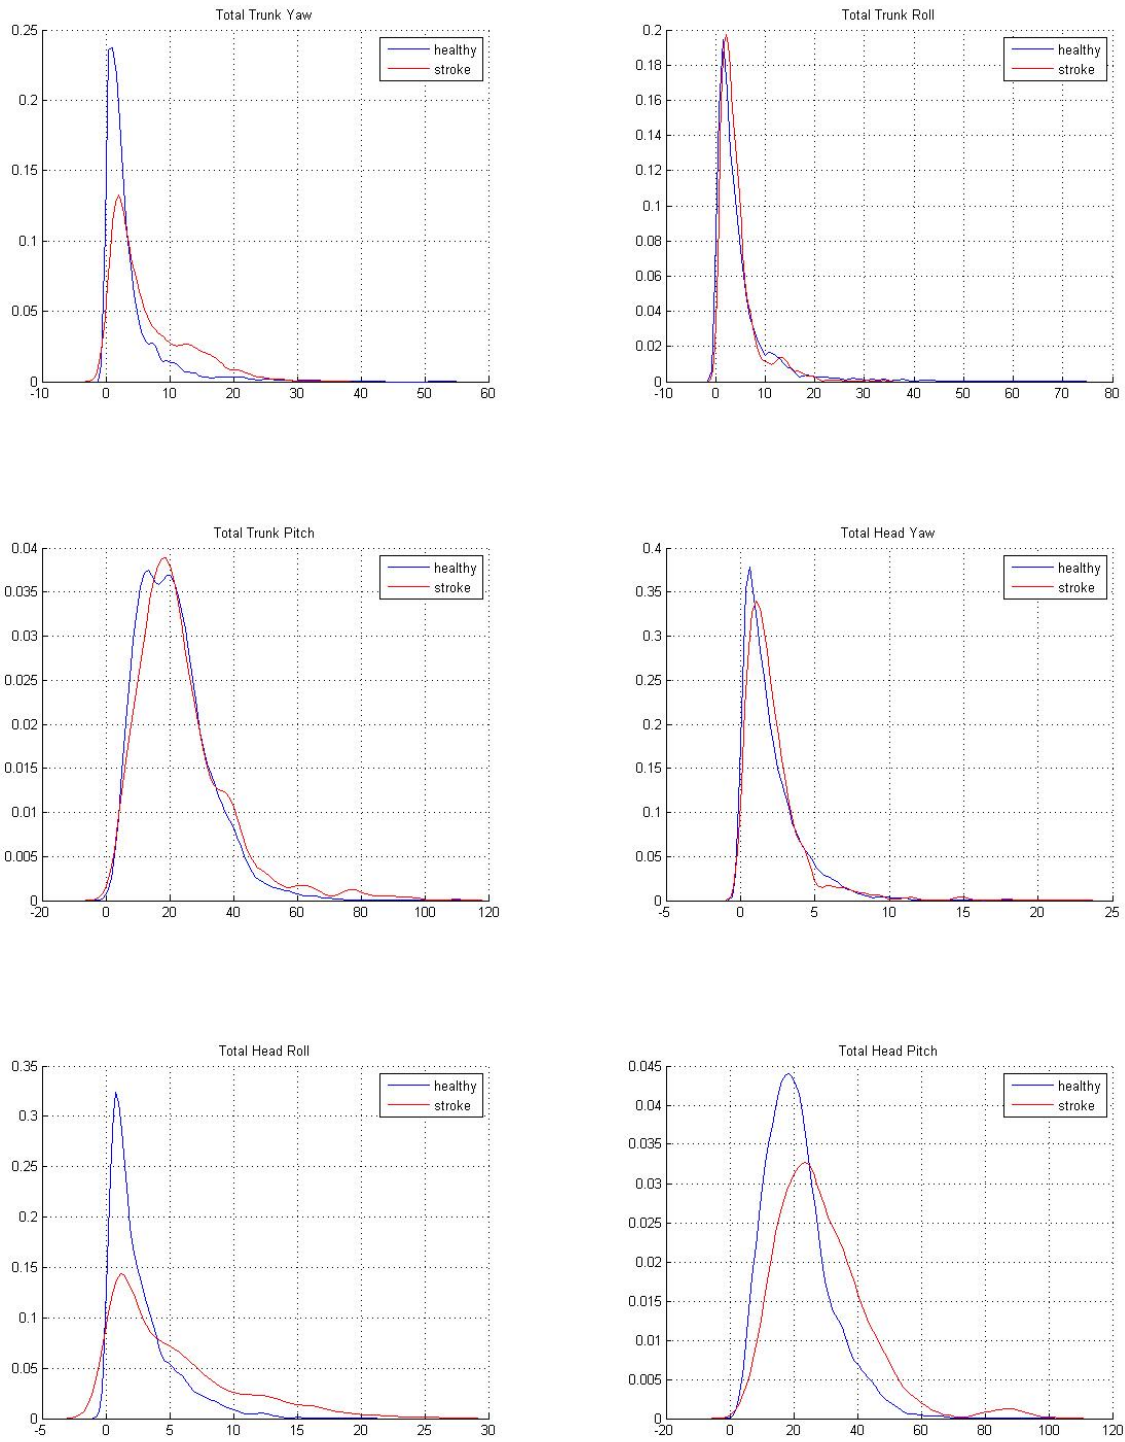 Total Trunk Yaw
0.25
0.2
0.15
0.1
0.05
0
-10 0 10 20 30 40 50 60
healthy
stroke
Total Trunk Roll
0.2
0.18
0.16
0.14
0.12
0.1
0.08
0.06
0.04
0.02
0
-10 0 10 20 30 40 50 60 70 80
healthy
stroke
Total Trunk Pitch
0.04
0.035
0.03
0.025
0.02
0.015
0.01
0.005
0
-20 0 20 40 60 80 100 120
healthy
stroke
Total Head Yaw
0.4
0.35
0.3
0.25
0.2
0.15
0.1
0.05
0
-5 0 5 10 15 20 25
healthy
stroke
Total Head Roll
0.35
0.3
0.25
0.2
0.15
0.1
0.05
0
-5 0 5 10 15 20 25 30
healthy
stroke
Total Head Pitch
0.045
0.04
0.035
0.03
0.025
0.02
0.015
0.01
0.005
0
-20 0 20 40 60 80 100 120
healthy
stroke